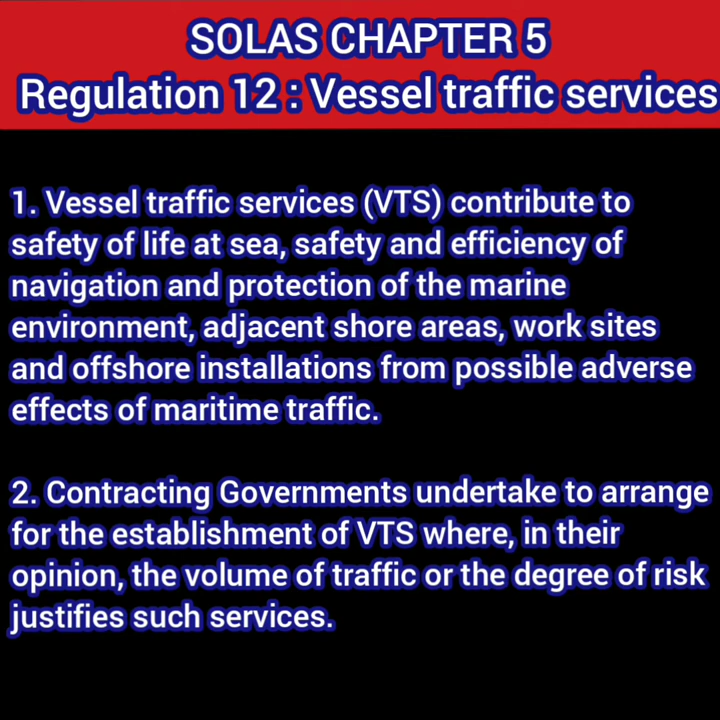 SOLAS CHAPTER 5
Regulation 12 : Vessel traffic services
1. Vessel traffic services (VTS) contribute to
safety of life at sea, safety and efficiency of
navigation and protection of the marine
environment, adjacent shore areas, work sites
and offshore installations from possible adverse
effects of maritime traffic.
2. Contracting Governments undertake to arrange
for the establishment of VTS where, in their
opinion, the volume of traffic or the degree of risk
justifies such services.